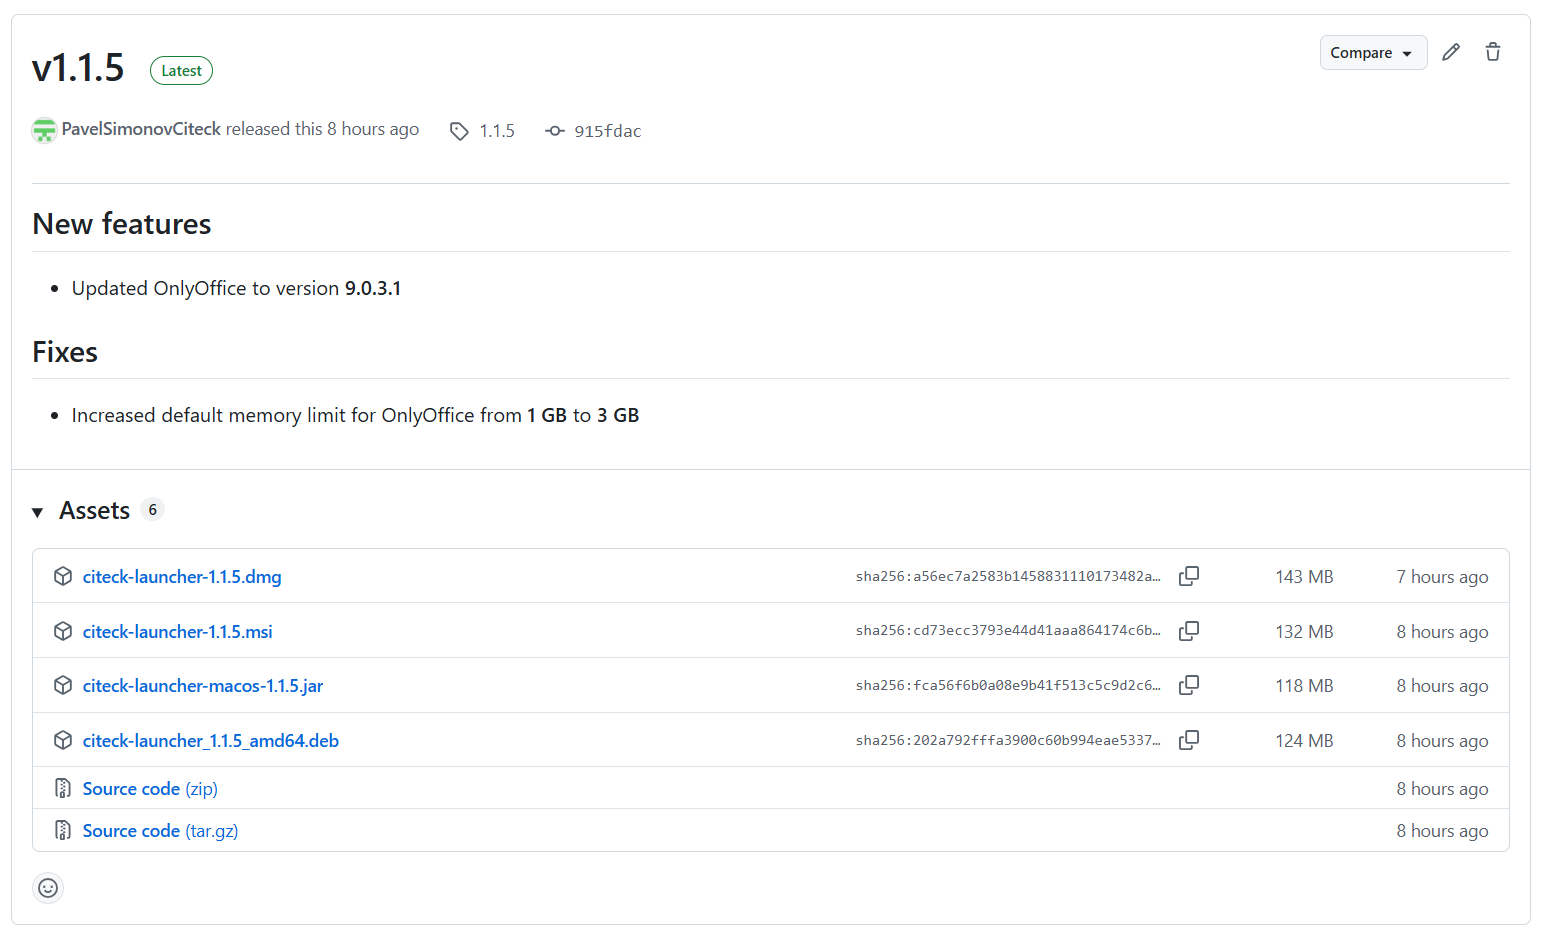 v1.1.5 Latest Compare
PavelSimonovCiteck released this 8 hours ago 1.1.5 915fdac
New features
Updated OnlyOffice to version 9.0.3.1
Fixes
Increased default memory limit for OnlyOffice from 1 GB to 3 GB
Assets 6
citeck-launcher-1.1.5.dmg sha256:a56ec7a2583b1458831110173482a… 143 MB 7 hours ago
citeck-launcher-1.1.5.msi sha256:cd73ecc3793e44d41aaa864174c6b… 132 MB 8 hours ago
citeck-launcher-macos-1.1.5.jar sha256:fca56f6b0a08e9b41f513c5c9d2c6… 118 MB 8 hours ago
citeck-launcher_1.1.5_amd64.deb sha256:202a792fffa3900c60b994eae5337… 124 MB 8 hours ago
Source code (zip) 8 hours ago
Source code (tar.gz) 8 hours ago